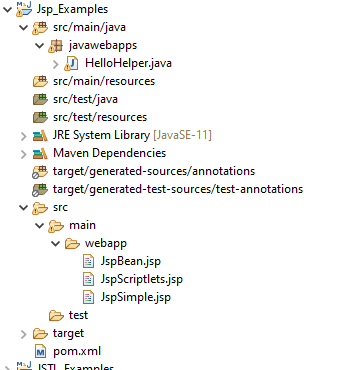 Jsp_Examples
src/main/java
javawebapps
HelloHelper.java
src/main/resources
src/test/java
src/test/resources
JRE System Library [JavaSE-11]
Maven Dependencies
target/generated-sources/annotations
target/generated-test-sources/test-annotations
src
main
webapp
JspBean.jsp
JspScriptlets.jsp
JspSimple.jsp
test
target
pom.xml
JSTL_Examples